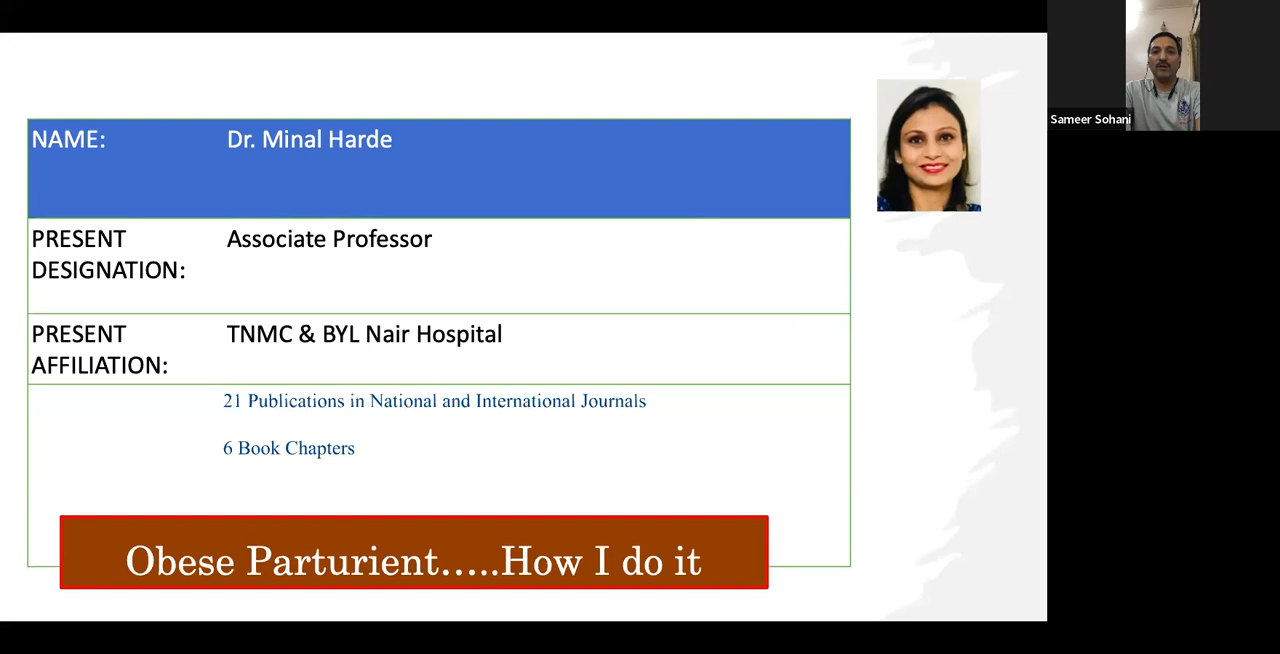 Sameer Sohani
NAME: Dr. Minal Harde
PRESENT DESIGNATION: Associate Professor
PRESENT AFFILIATION: TNMC & BYL Nair Hospital
21 Publications in National and International Journals
6 Book Chapters
Obese Parturient.....How I do it